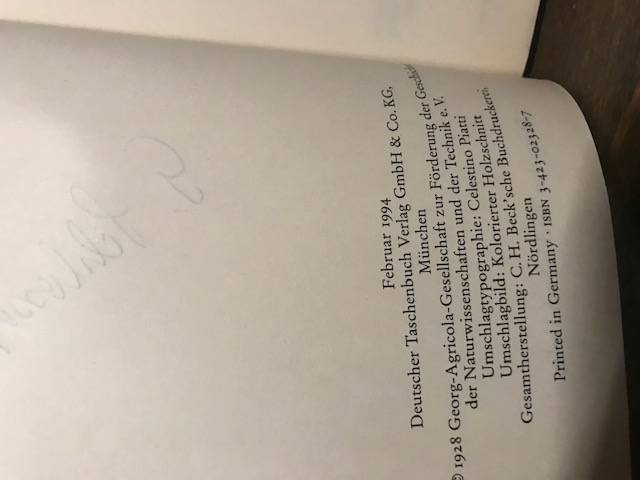 Februar 1994
Deutscher Taschenbuch Verlag GmbH & Co. KG,
München
© 1928 Georg-Agricola-Gesellschaft zur Förderung der Geschichte
der Naturwissenschaften und der Technik e. V.
Umschlagtypographie: Celestino Piatti
Umschlagbild: Kolorierter Holzschnitt
Gesamtherstellung: C. H. Beck'sche Buchdruckerei,
Nördlingen
Printed in Germany · ISBN 3-423-02328-7